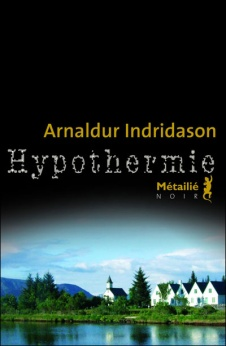 Arnaldur Indridason
Hypothermie
Métailié
NOIR